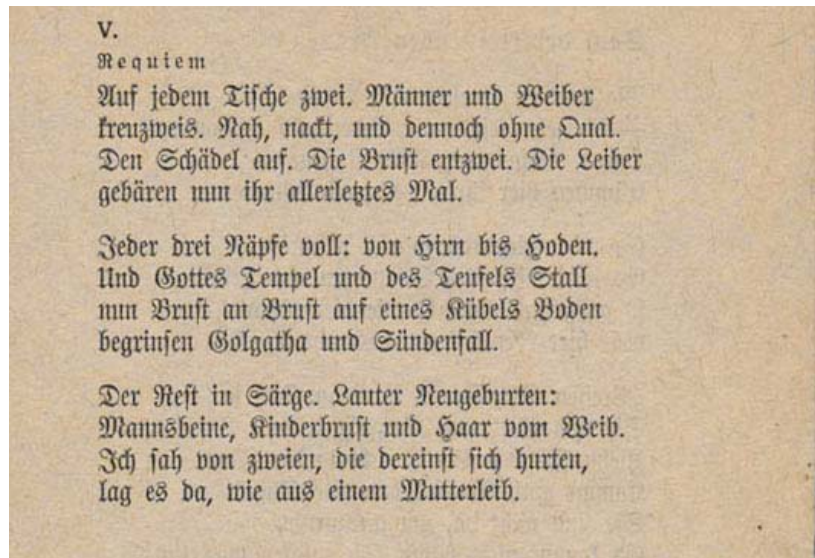 V.
Requiem
Auf jedem Tische zwei. Männer und Weiber
kreuzweis. Nah, nackt, und dennoch ohne Qual.
Den Schädel auf. Die Brust entzwei. Die Leiber
gebären nun ihr allerletztes Mal.
Jeder drei Näpfe voll: von Hirn bis Hoden.
Und Gottes Tempel und des Teufels Stall
nun Brust an Brust auf eines Kübels Boden
begrinsen Golgatha und Sündenfall.
Der Rest in Särge. Lauter Neugeburten:
Mannsbeine, Kinderbrust und Haar vom Weib.
Ich sah von zweien, die dereinst sich hurten,
lag es da, wie aus einem Mutterleib.